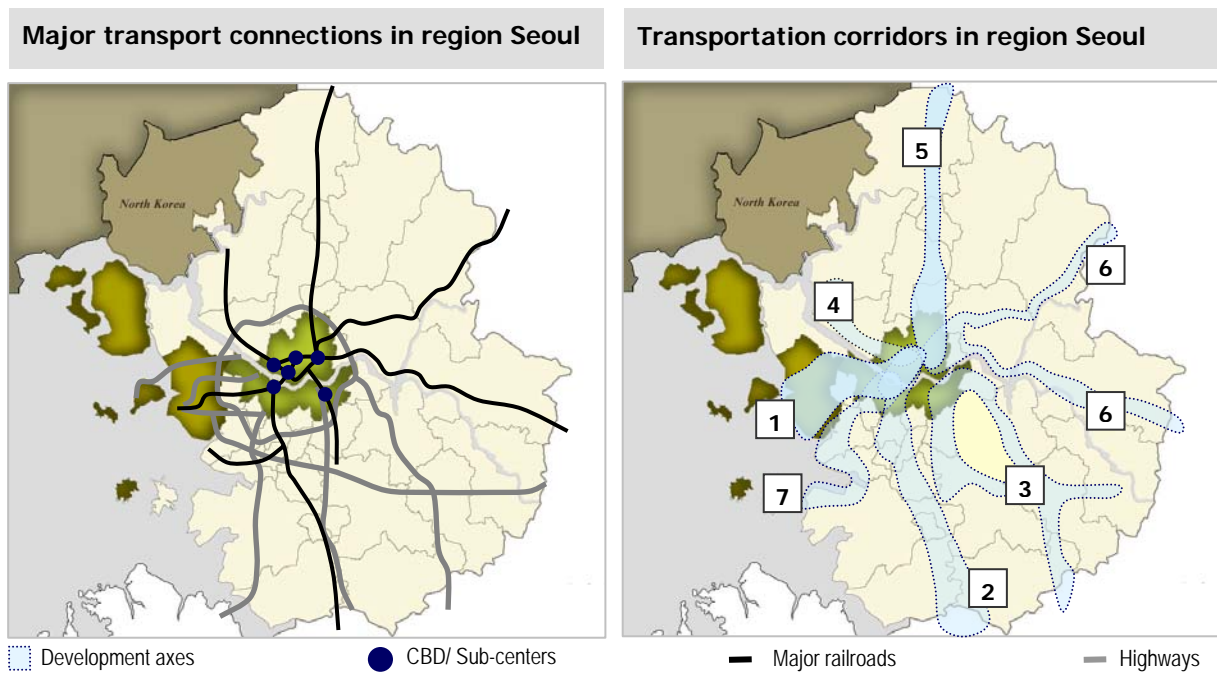 Major transport connections in region Seoul
Transportation corridors in region Seoul
North Korea
North Korea
5
6
4
1
6
7
3
2
Development axes
CBD/ Sub-centers
Major railroads
Highways